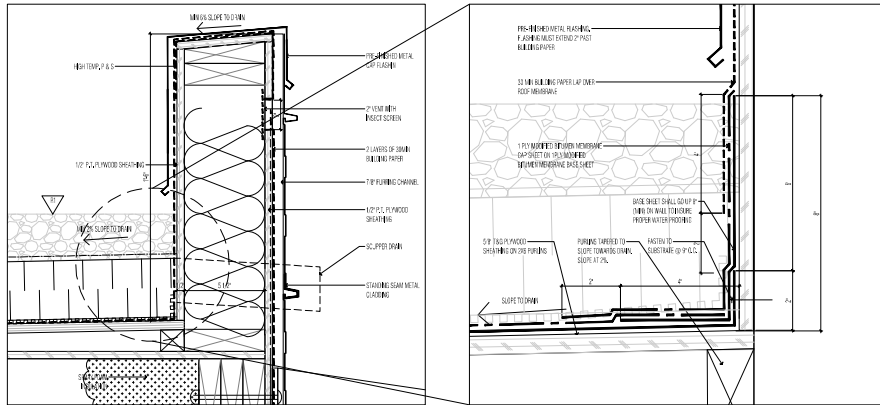 MIN 6% SLOPE TO DRAIN
HIGH TEMP, P & S
PRE-FINISHED METAL
CAP FLASHIN
2" VENT WITH
INSECT SCREEN
2 LAYERS OF 30MIN
BUILDING PAPER
1/2" P.T. PLYWOOD SHEATHING
7/8" FURRING CHANNEL
1/2" P.T. PLYWOOD
SHEATHING
MIN 2% SLOPE TO DRAIN
SCUPPER DRAIN
5 1/2"
STANDING SEAM METAL
CLADDING
PRE-FINISHED METAL FLASHING,
FLASHING MUST EXTEND 2" PAST
BUILDING PAPER
30 MIN BUILDING PAPER LAP OVER
ROOF MEMBRANE
1 PLY MODIFIED BITUMEN MEMBRANE
CAP SHEET ON 1PLY MODIFIED
BITUMEN MEMBRANE BASE SHEET
BASE SHEET SHALL GO UP 8"
(MIN) ON WALL TO INSURE
PROPER WATER PROOFING
5/8" T&G PLYWOOD
SHEATHING ON 2X8 PURLINS
PURLINS TAPERED TO
SLOPE TOWARDS DRAIN,
SLOPE AT 2%.
FASTEN TO
SUBSTRATE @ 9" O.C.
2"
4"
SLOPE TO DRAIN